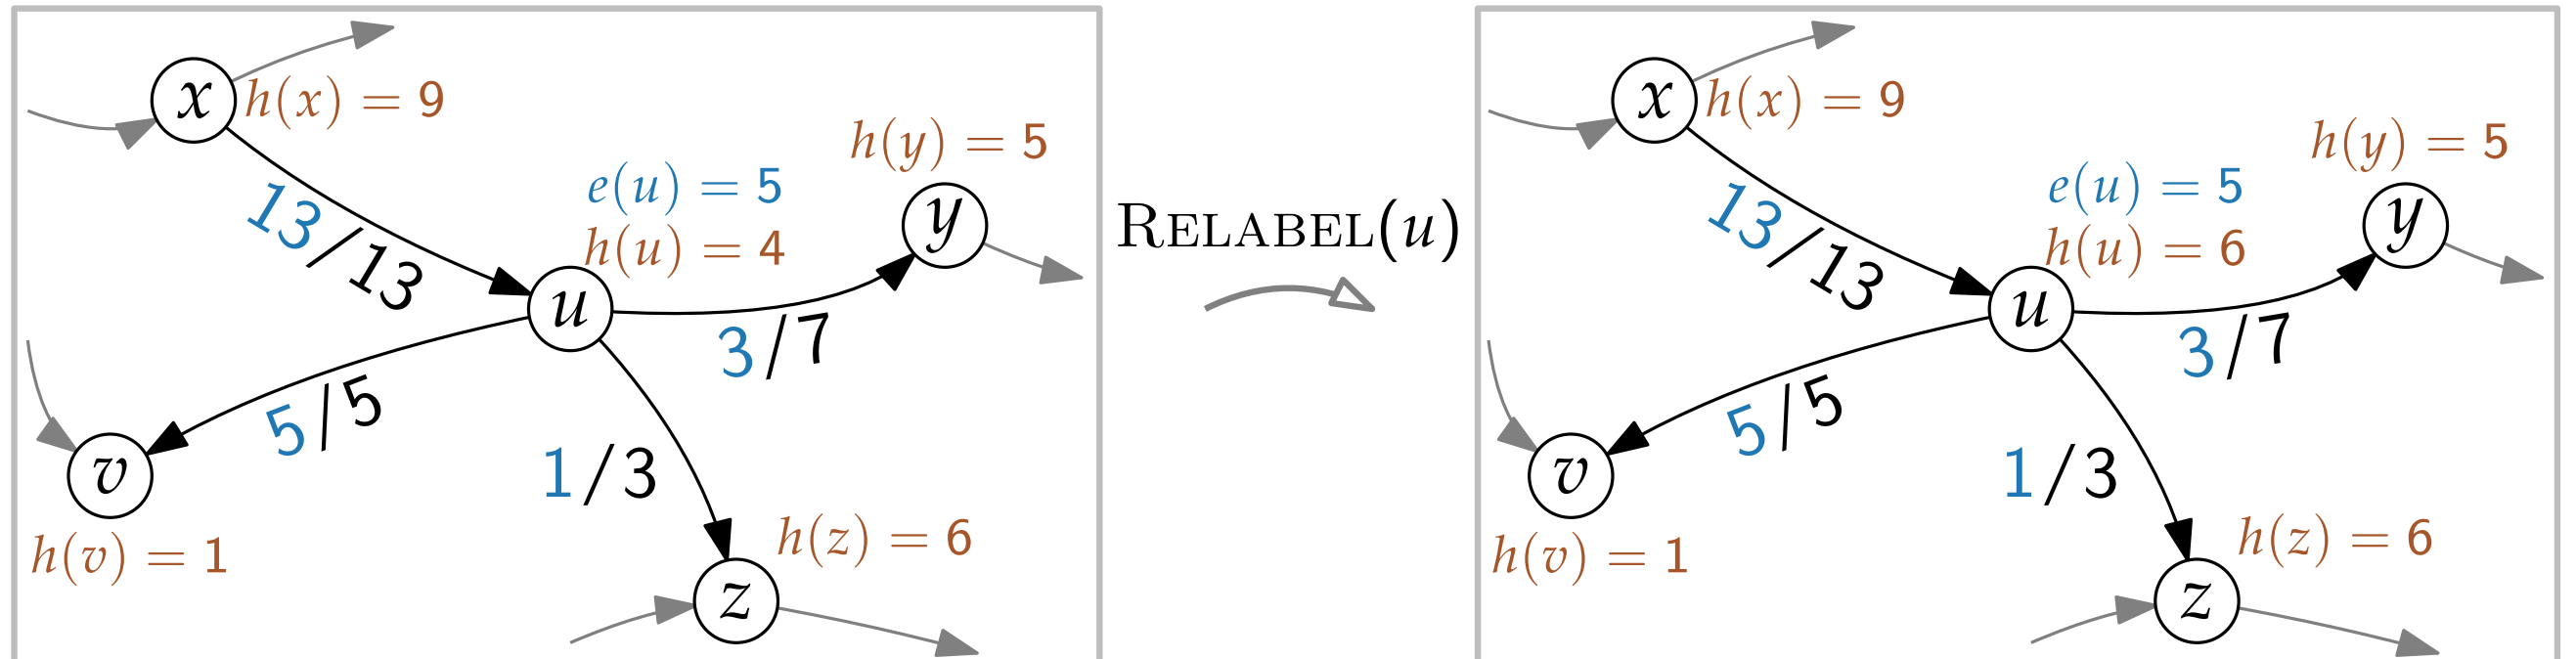 x
h(x) = 9
13/13
e(u) = 5
h(u) = 4
h(y) = 5
y
u
3/7
5/5
1/3
v
h(v) = 1
h(z) = 6
z
RELABEL(u)
x
h(x) = 9
13/13
e(u) = 5
h(u) = 6
h(y) = 5
y
u
3/7
5/5
1/3
v
h(v) = 1
h(z) = 6
z